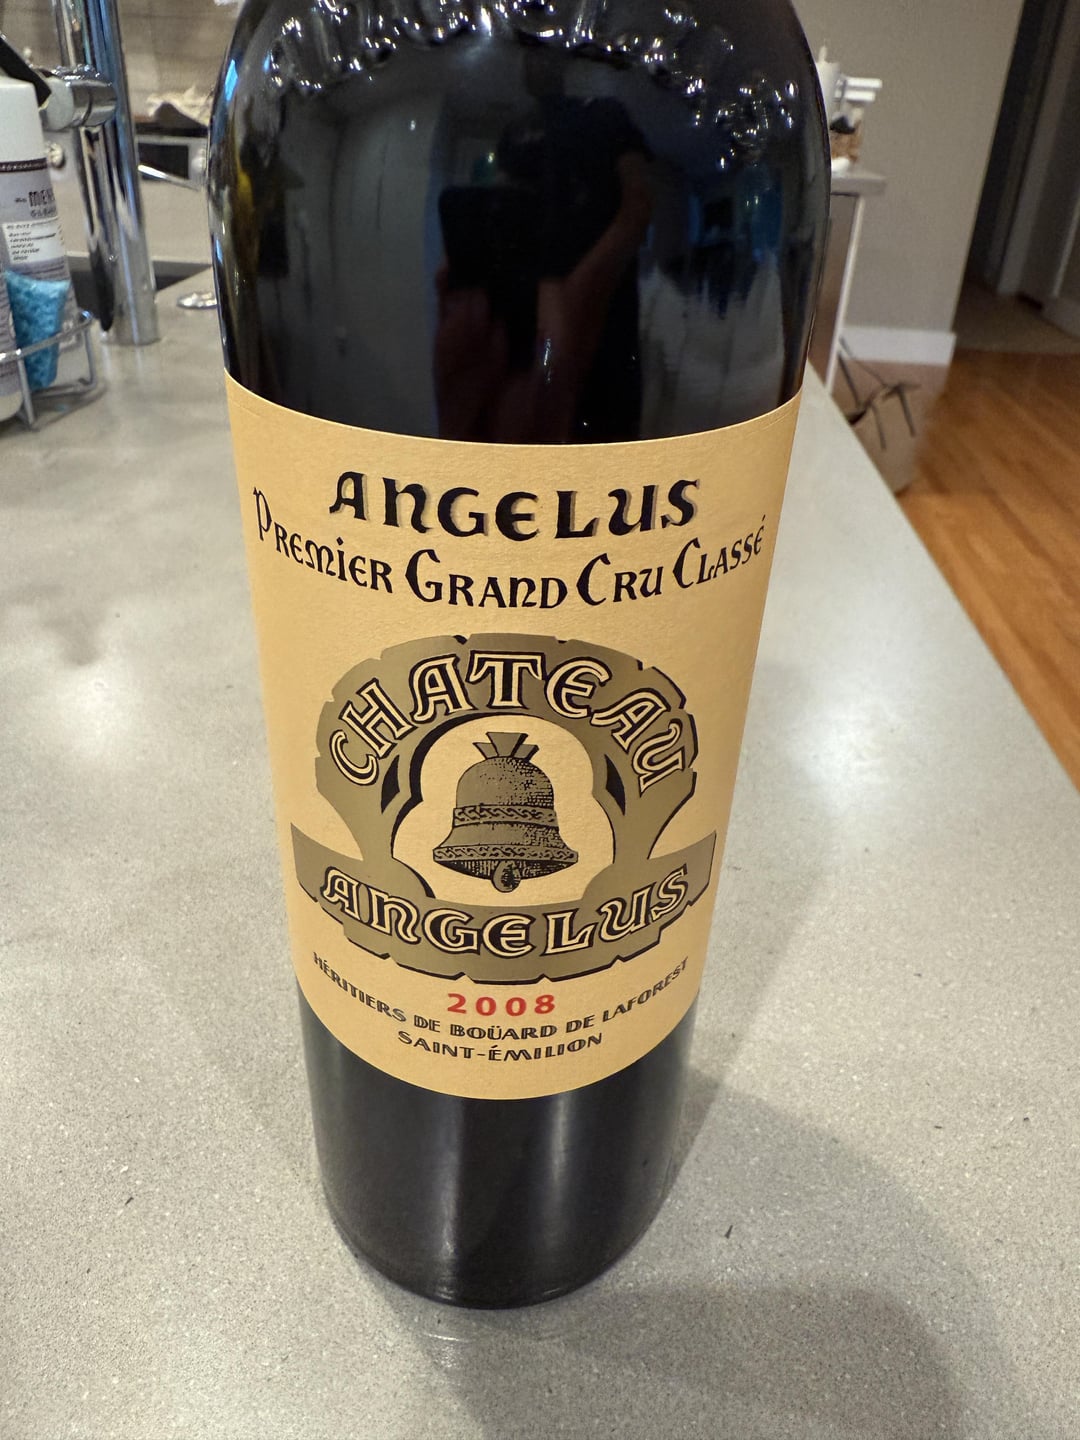 ANGELUS
PREMIER GRAND CRU CLASSÉ
CHATEAU
ANGELUS
2008
HÉRITIERS DE BOÜARD DE LAFOREST
SAINT-ÉMILION